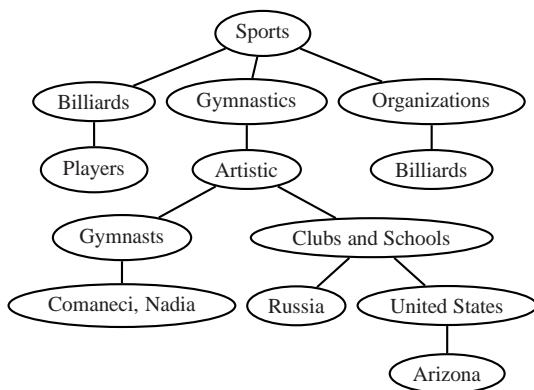 Sports
Billiards
Gymnastics
Organizations
Players
Artistic
Billiards
Gymnasts
Clubs and Schools
Comaneci, Nadia
Russia
United States
Arizona